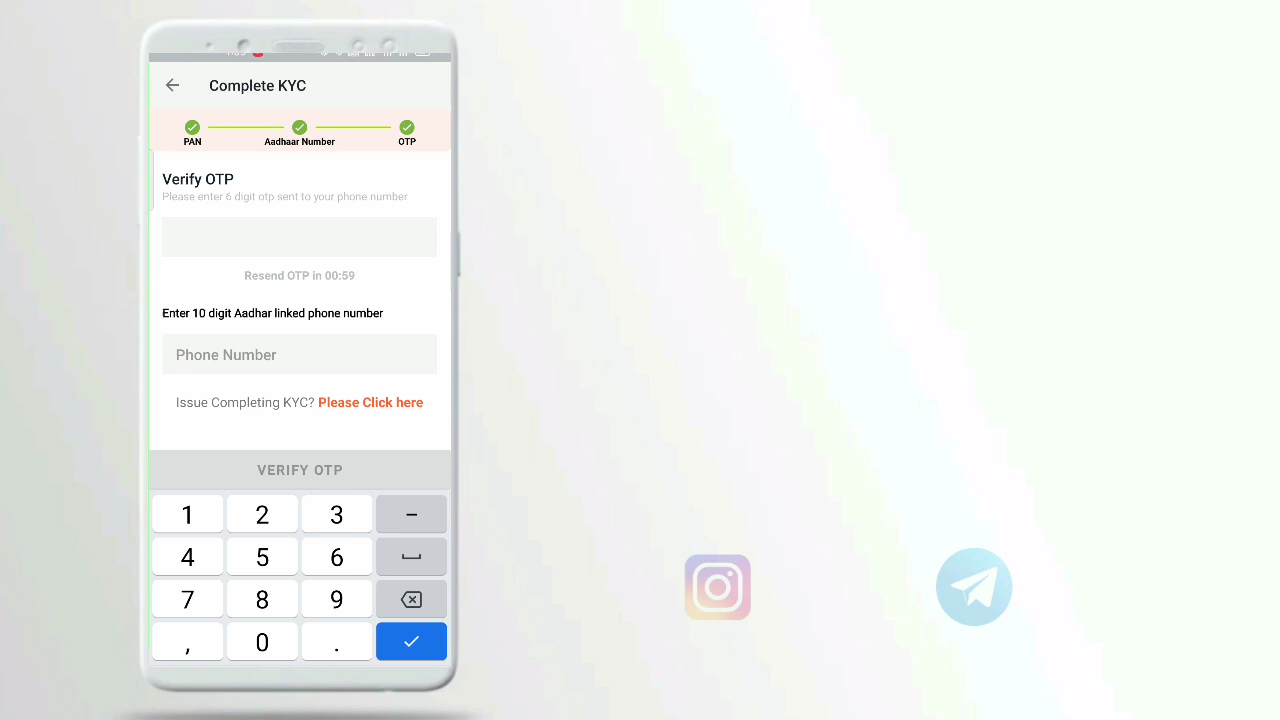 Complete KYC
PAN
Aadhaar Number
OTP
Verify OTP
Please enter 6 digit otp sent to your phone number
Resend OTP in 00:59
Enter 10 digit Aadhar linked phone number
Phone Number
Issue Completing KYC? Please Click here
VERIFY OTP
1 2 3 –
4 5 6
7 8 9
, 0 .